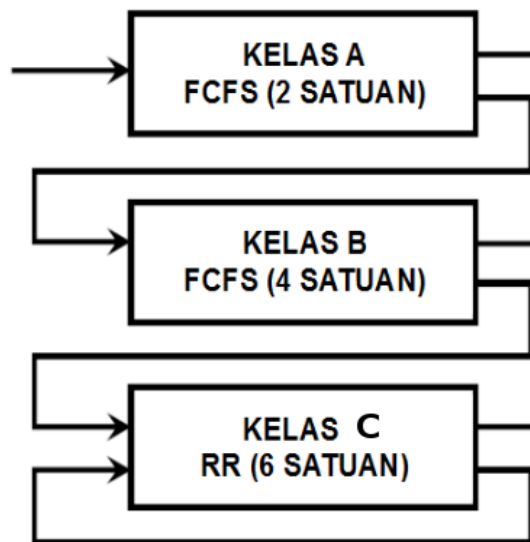 KELAS A
FCFS (2 SATUAN)
KELAS B
FCFS (4 SATUAN)
KELAS C
RR (6 SATUAN)